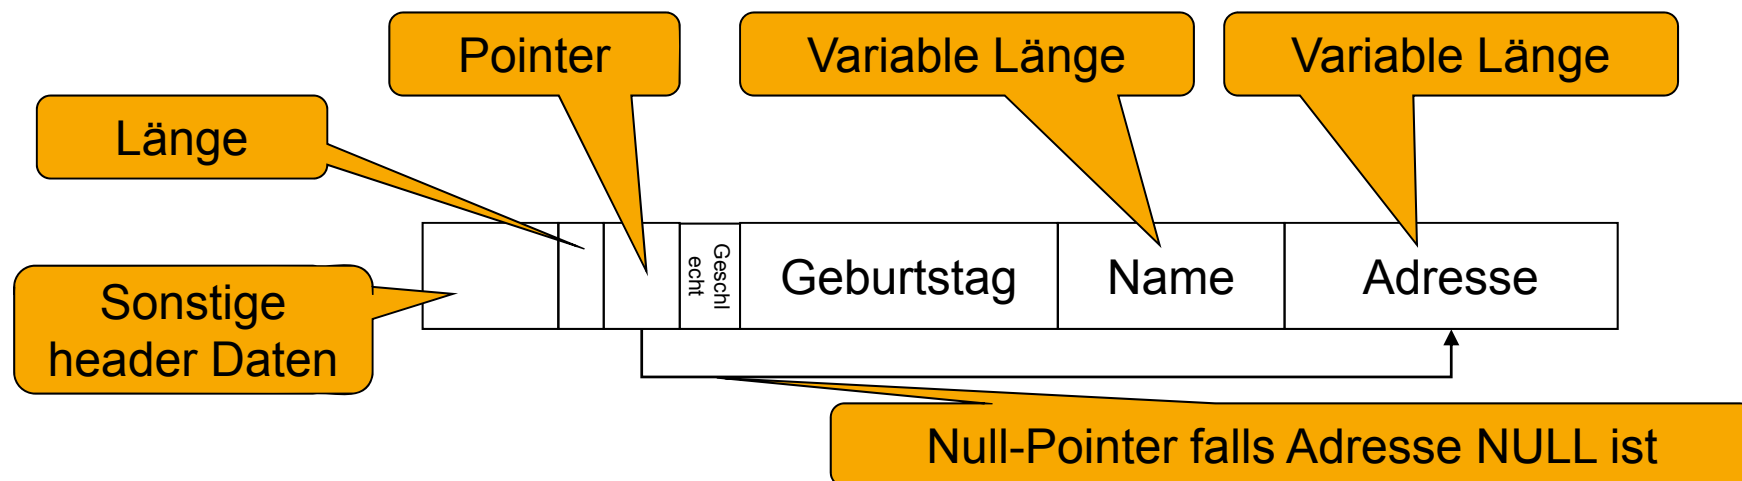 Pointer
Variable Länge
Variable Länge
Länge
Sonstige
header Daten
Geschl
echt
Geburtstag
Name
Adresse
Null-Pointer falls Adresse NULL ist